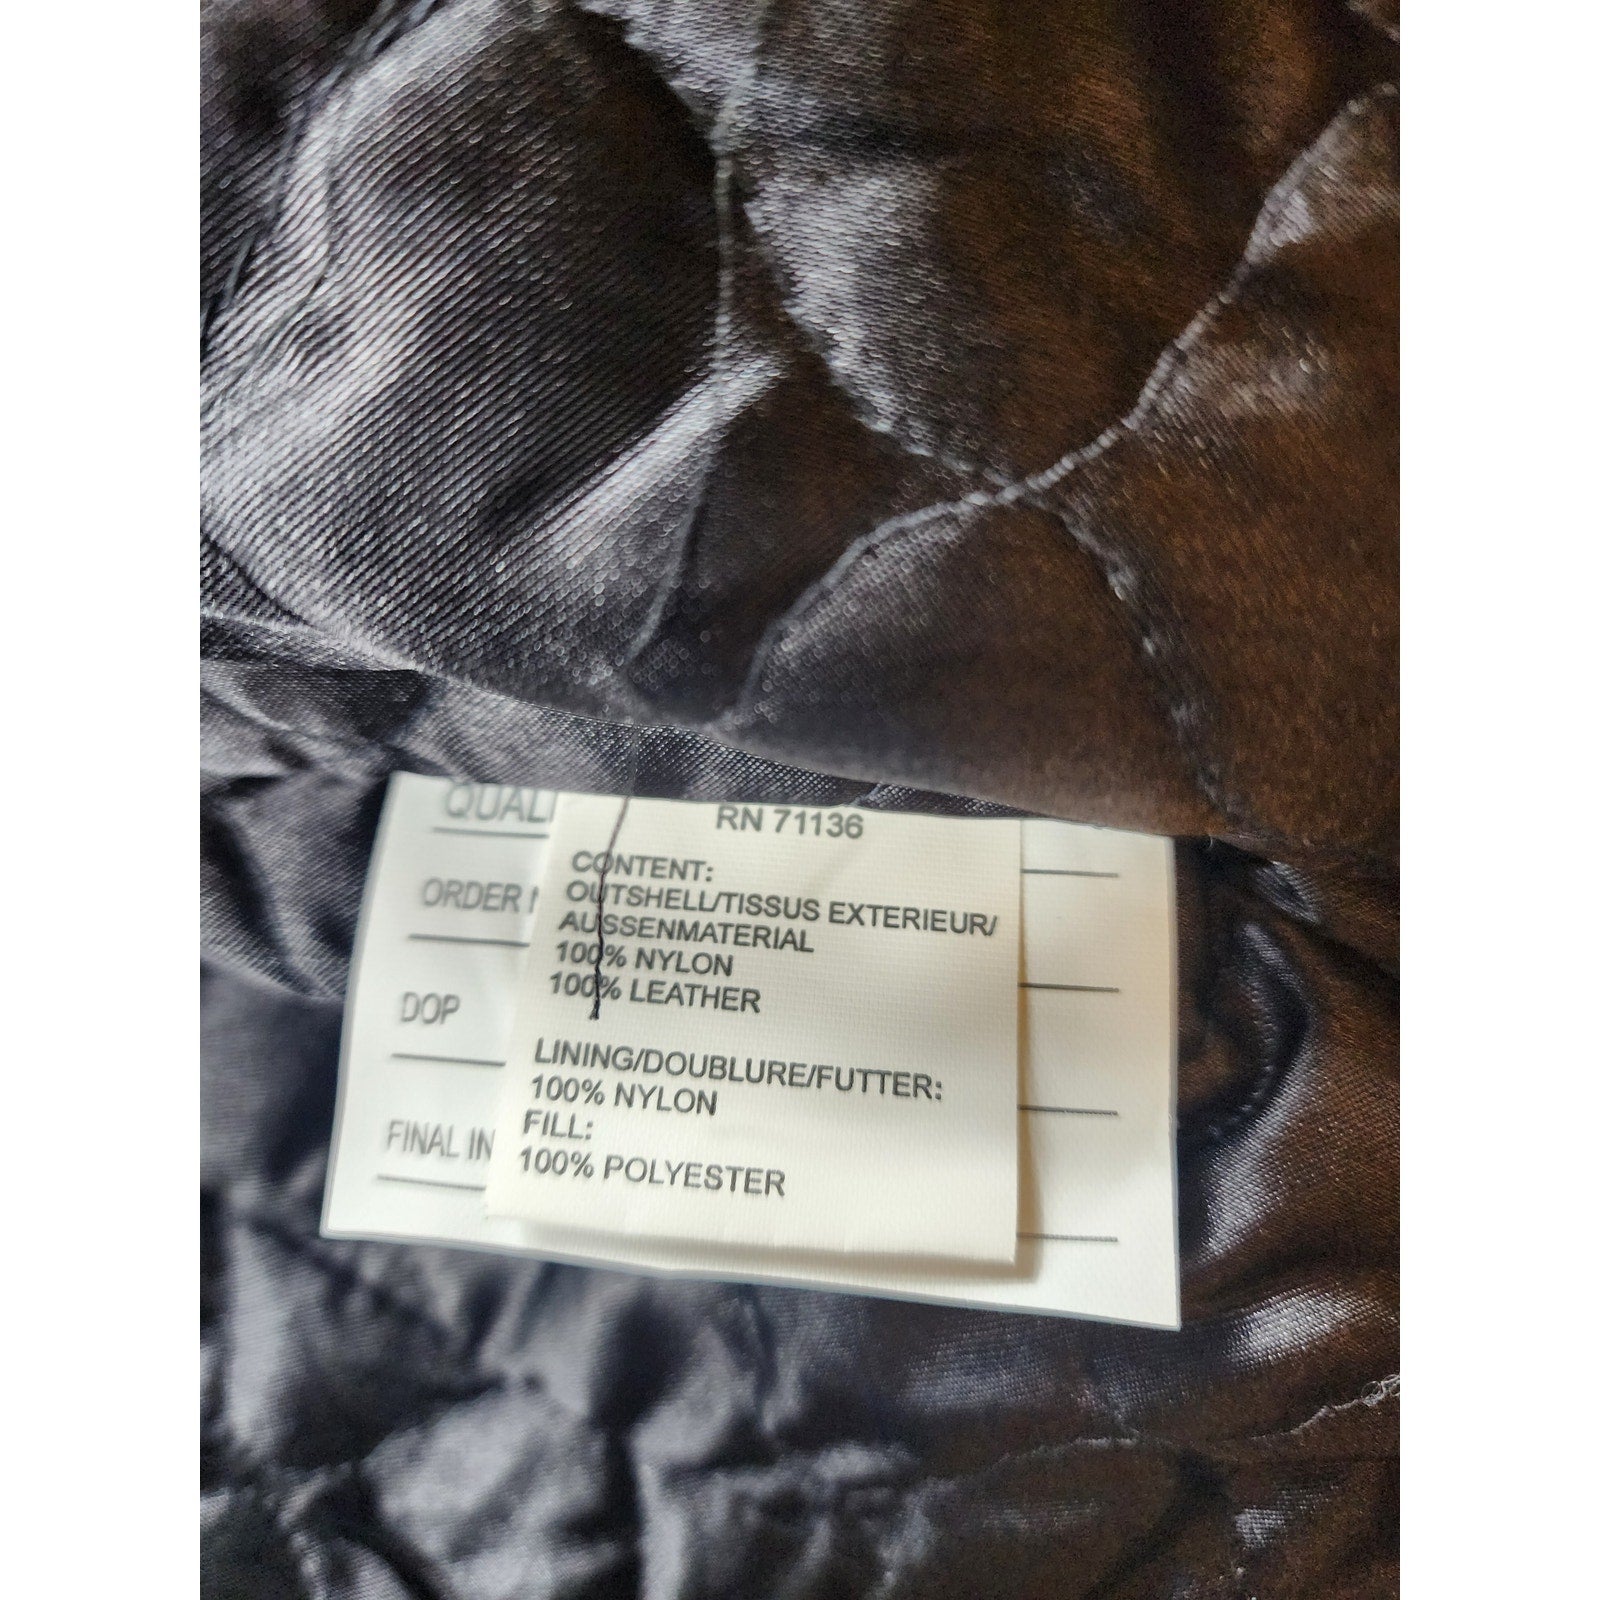 RN 71136
CONTENT:
OUTSHELL/TISSUS EXTERIEUR/
AUSSENMATERIAL
100% NYLON
100% LEATHER
LINING/DOUBLURE/FUTTER:
100% NYLON
FILL:
100% POLYESTER
QUALI
ORDER
DOP
FINAL IN